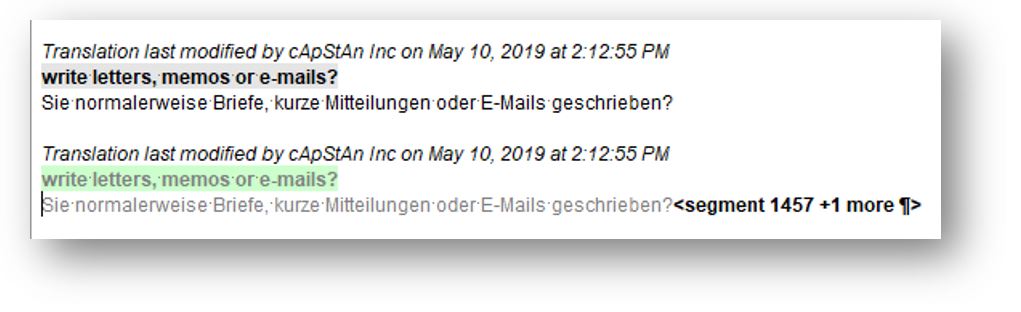 Translation last modified by cApStAn Inc on May 10, 2019 at 2:12:55 PM
write letters, memos or e-mails?
Sie normalerweise Briefe, kurze Mitteilungen oder E-Mails geschrieben?
Translation last modified by cApStAn Inc on May 10, 2019 at 2:12:55 PM
write letters, memos or e-mails?
Sie normalerweise Briefe, kurze Mitteilungen oder E-Mails geschrieben?<segment 1457 +1 more ¶>